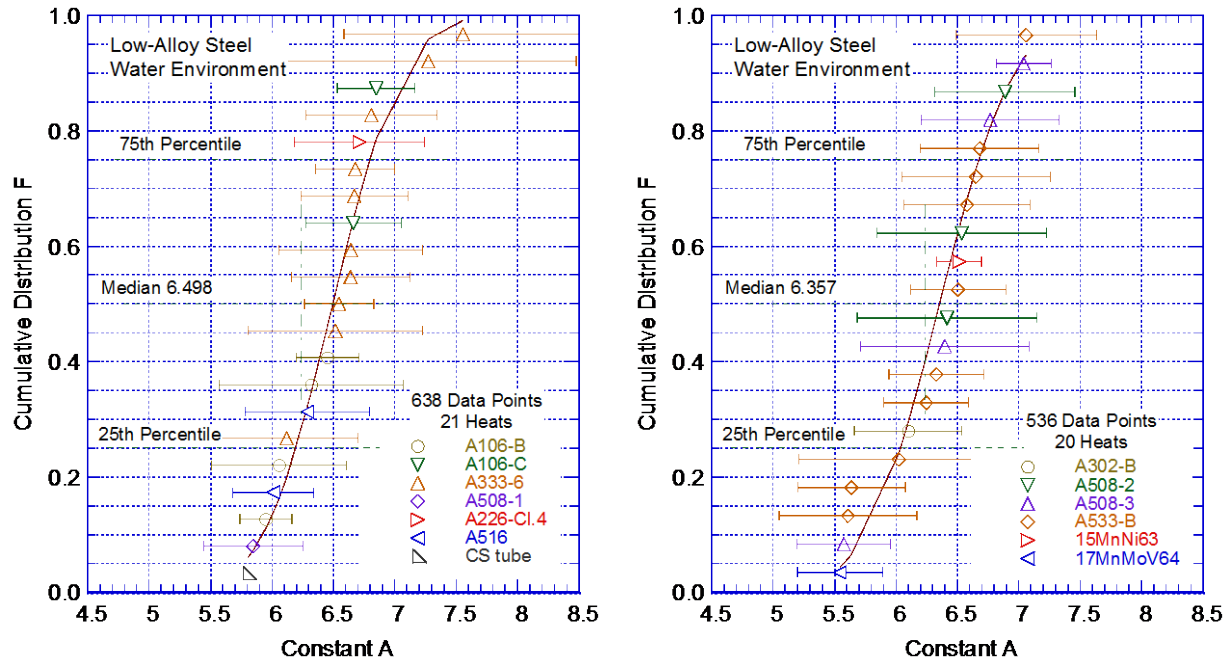 1.0
0.8
0.6
0.4
0.2
0.0
Cumulative Distribution F
Low-Alloy Steel
Water Environment
75th Percentile
Median 6.498
25th Percentile
638 Data Points
21 Heats
A106-B
A106-C
A333-6
A508-1
A226-Cl.4
A516
CS tube
4.5 5 5.5 6 6.5 7 7.5 8 8.5
Constant A
1.0
0.8
0.6
0.4
0.2
0.0
Cumulative Distribution F
Low-Alloy Steel
Water Environment
75th Percentile
Median 6.357
25th Percentile
536 Data Points
20 Heats
A302-B
A508-2
A508-3
A533-B
15MnNi63
17MnMoV64
4.5 5 5.5 6 6.5 7 7.5 8 8.5
Constant A